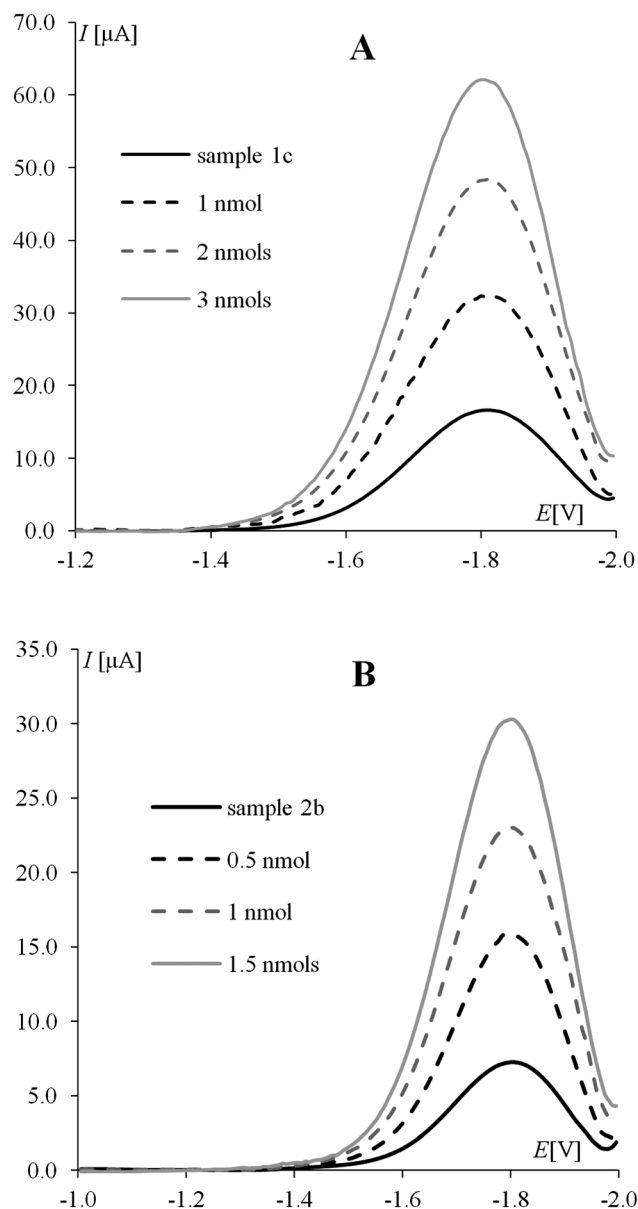 70.0
I [µA]
A
60.0
50.0
sample 1c
1 nmol
40.0
2 nmols
3 nmols
30.0
20.0
10.0
E[V]
0.0
-1.2 -1.4 -1.6 -1.8 -2.0
35.0
I [µA]
B
30.0
25.0
sample 2b
20.0
0.5 nmol
1 nmol
15.0
1.5 nmols
10.0
5.0
E[V]
0.0
-1.0 -1.2 -1.4 -1.6 -1.8 -2.0